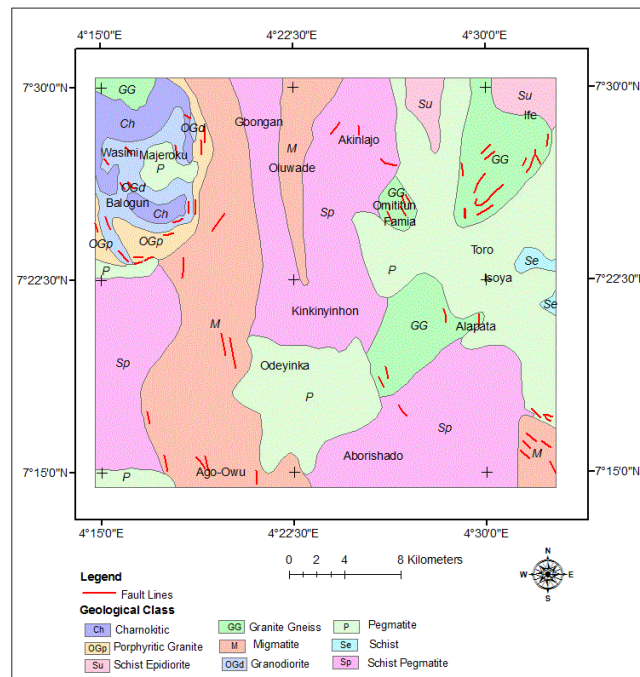 4°15'0"E 4°22'30"E 4°30'0"E
7°30'0"N 7°30'0"N
GG
Su
Su
Ife
Ch
OGd
Gbongan
M
Akinlajo
Wasimi
Majeroku
P
Oluwade
GG
OGd
Balogun
Ch
Sp
GG
Omititun
Famia
OGp
OGp
P
P
Toro
Se
Isoya
7°22'30"N 7°22'30"N
Se
Kinkinyinhon
M
GG
Alapata
Sp
Odeyinka
P
Sp
Aborishado
M
7°15'0"N 7°15'0"N
P
Ago-Owu
4°15'0"E 4°22'30"E 4°30'0"E
0 2 4 8 Kilometers
N
W E
S
Legend
Fault Lines
Geological Class
Ch Charnokitic GG Granite Gneiss P Pegmatite
OGp Porphyritic Granite M Migmatite Se Schist
Su Schist Epidiorite OGd Granodiorite Sp Schist Pegmatite